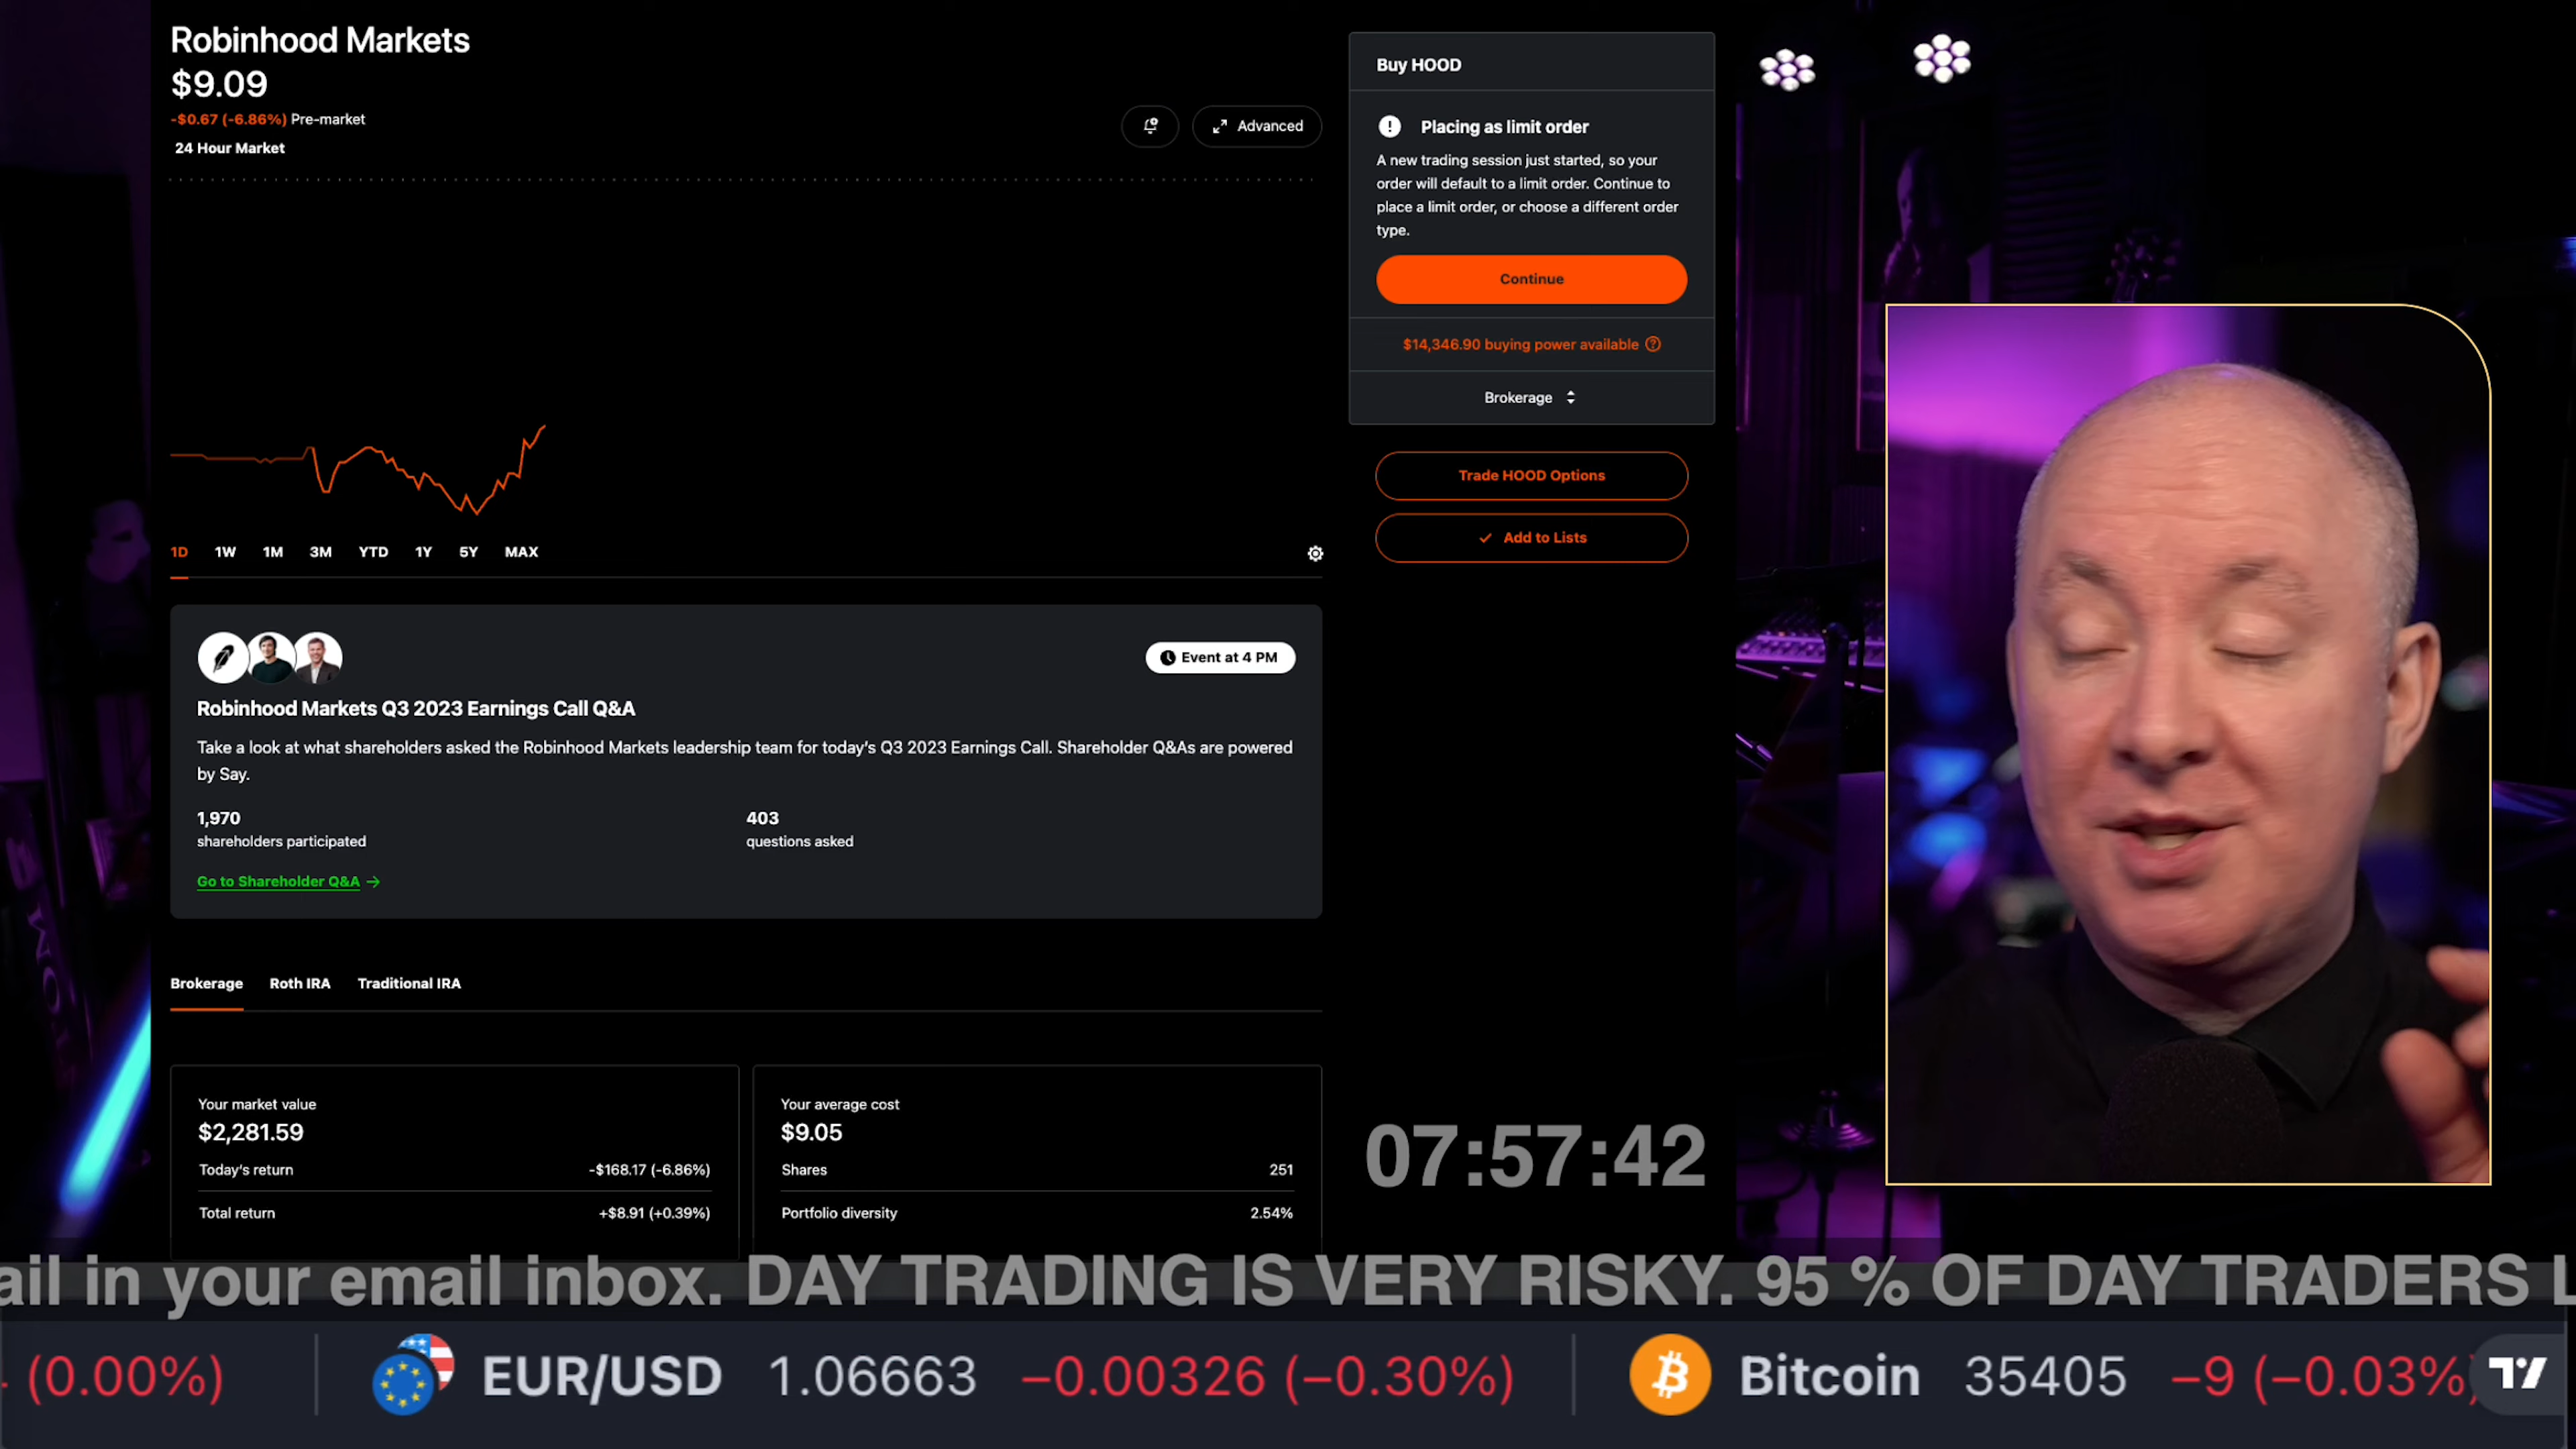 Robinhood Markets
$9.09
-$0.67 (-6.86%) Pre-market
24 Hour Market
Advanced
1D 1W 1M 3M YTD 1Y 5Y MAX
Event at 4 PM
Robinhood Markets Q3 2023 Earnings Call Q&A
Take a look at what shareholders asked the Robinhood Markets leadership team for today's Q3 2023 Earnings Call. Shareholder Q&As are powered
by Say.
1,970 403
shareholders participated questions asked
Go to Shareholder Q&A →
Brokerage Roth IRA Traditional IRA
Your market value
$2,281.59
Today's return -$168.17 (-6.86%)
Total return +$8.91 (+0.39%)
Your average cost
$9.05
Shares 251
Portfolio diversity 2.54%
Buy HOOD
Placing as limit order
A new trading session just started, so your
order will default to a limit order. Continue to
place a limit order, or choose a different order
type.
Continue
$14,346.90 buying power available
Brokerage
Trade HOOD Options
Add to Lists
07:57:42
ail in your email inbox. DAY TRADING IS VERY RISKY. 95 % OF DAY TRADERS L
(0.00%) EUR/USD 1.06663 −0.00326 (−0.30%) Bitcoin 35405 −9 (−0.03%)